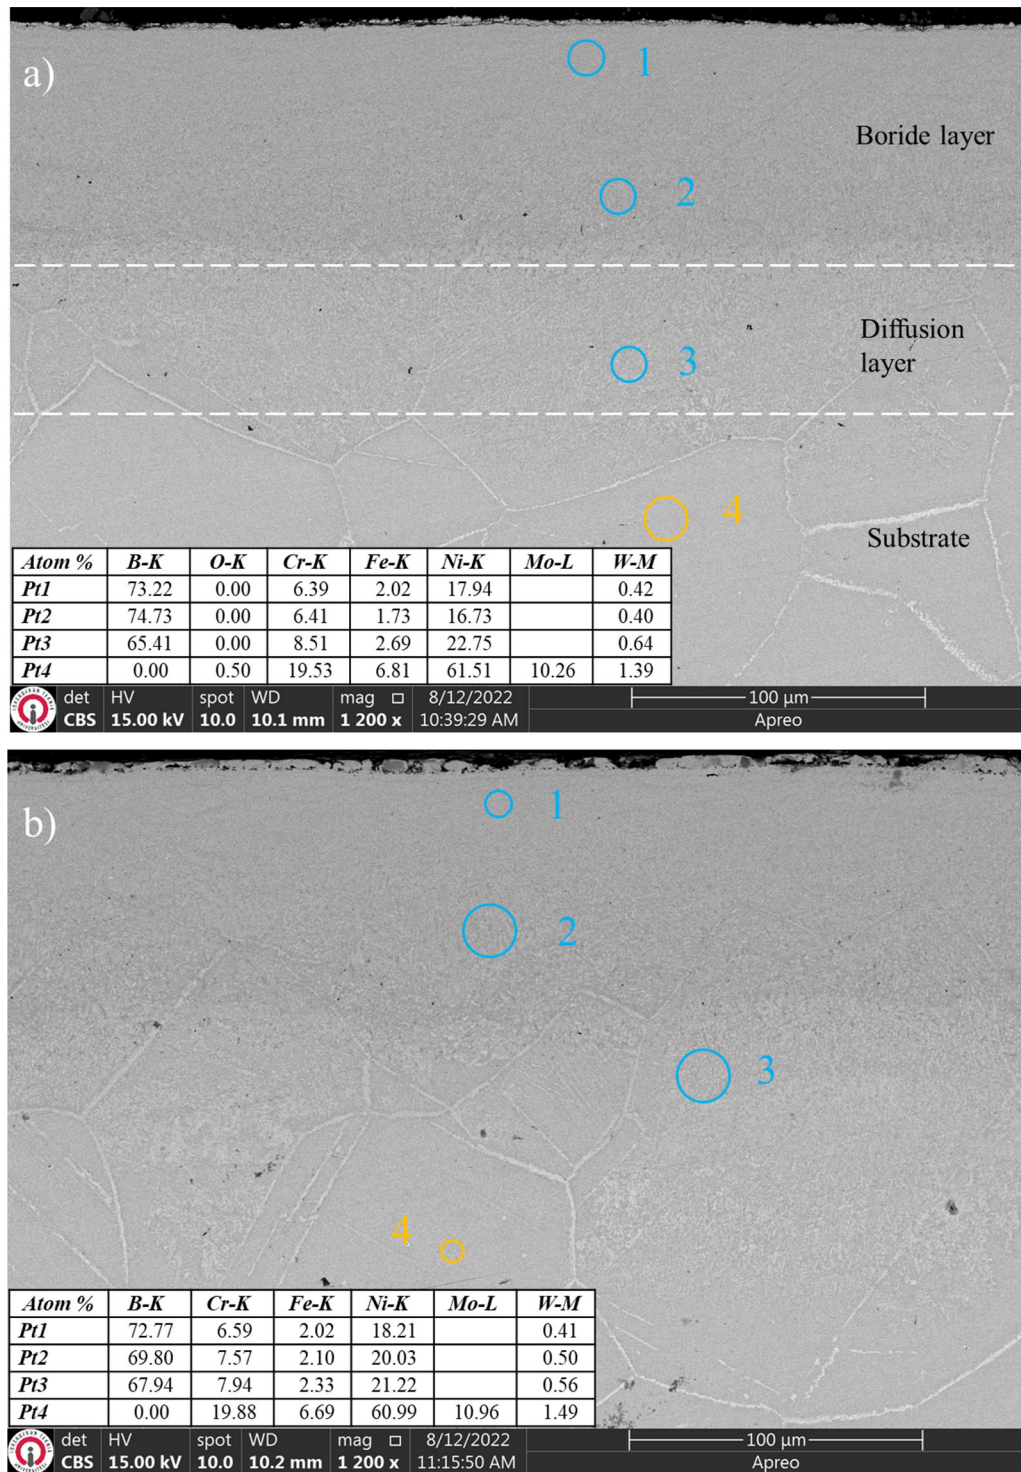 a)
1
Boride layer
2
Diffusion
layer
3
4
Substrate
Atom % B-K O-K Cr-K Fe-K Ni-K Mo-L W-M
Pt1 73.22 0.00 6.39 2.02 17.94 0.42
Pt2 74.73 0.00 6.41 1.73 16.73 0.40
Pt3 65.41 0.00 8.51 2.69 22.75 0.64
Pt4 0.00 0.50 19.53 6.81 61.51 10.26 1.39
det HV spot WD mag □ 8/12/2022 100 µm
CBS 15.00 kV 10.0 10.1 mm 1 200 x 10:39:29 AM Apreo
b)
1
2
3
4
Atom % B-K Cr-K Fe-K Ni-K Mo-L W-M
Pt1 72.77 6.59 2.02 18.21 0.41
Pt2 69.80 7.57 2.10 20.03 0.50
Pt3 67.94 7.94 2.33 21.22 0.56
Pt4 0.00 19.88 6.69 60.99 10.96 1.49
det HV spot WD mag □ 8/12/2022 100 µm
CBS 15.00 kV 10.0 10.2 mm 1 200 x 11:15:50 AM Apreo